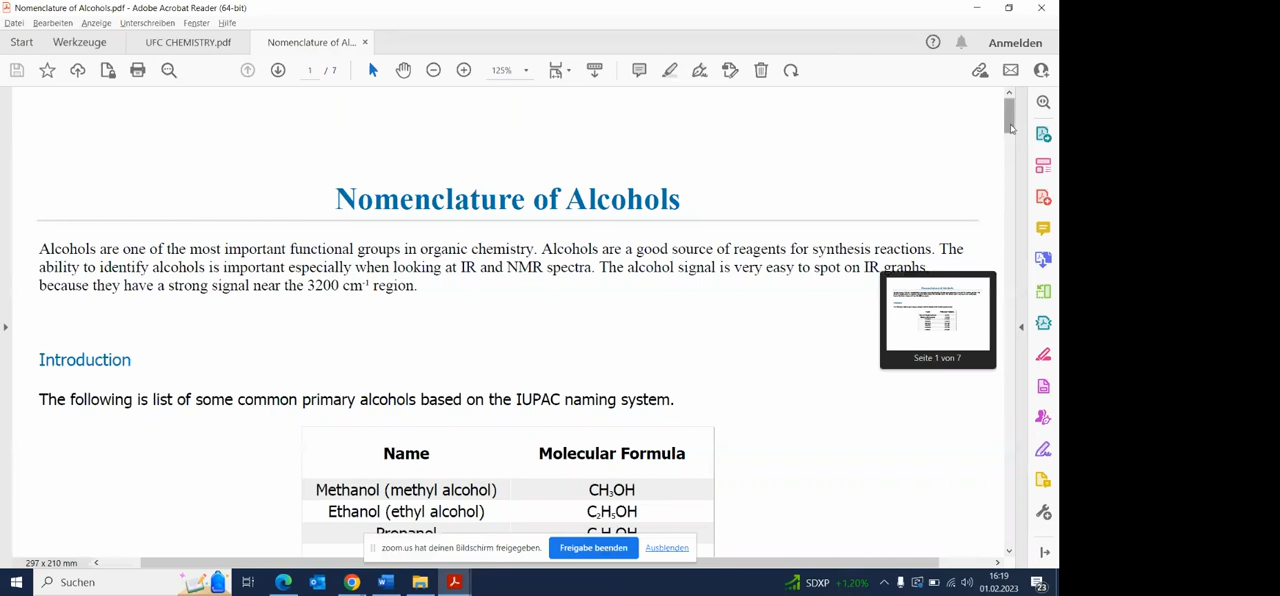 Nomenclature of Alcohols.pdf - Adobe Acrobat Reader (64-bit)
Datei Bearbeiten Anzeige Unterschreiben Fenster Hilfe
Start Werkzeuge UFC CHEMISTRY.pdf Nomenclature of Al... × Anmelden
1 / 7 125%
Nomenclature of Alcohols
Alcohols are one of the most important functional groups in organic chemistry. Alcohols are a good source of reagents for synthesis reactions. The
ability to identify alcohols is important especially when looking at IR and NMR spectra. The alcohol signal is very easy to spot on IR graphs
because they have a strong signal near the 3200 cm⁻¹ region.
Seite 1 von 7
Introduction
The following is list of some common primary alcohols based on the IUPAC naming system.
Name Molecular Formula
Methanol (methyl alcohol) CH₃OH
Ethanol (ethyl alcohol) C₂H₅OH
Propanol
zoom.us hat deinen Bildschirm freigegeben. Freigabe beenden Ausblenden
297 x 210 mm
Suchen SDXP +1,20% 16:19
01.02.2023 23